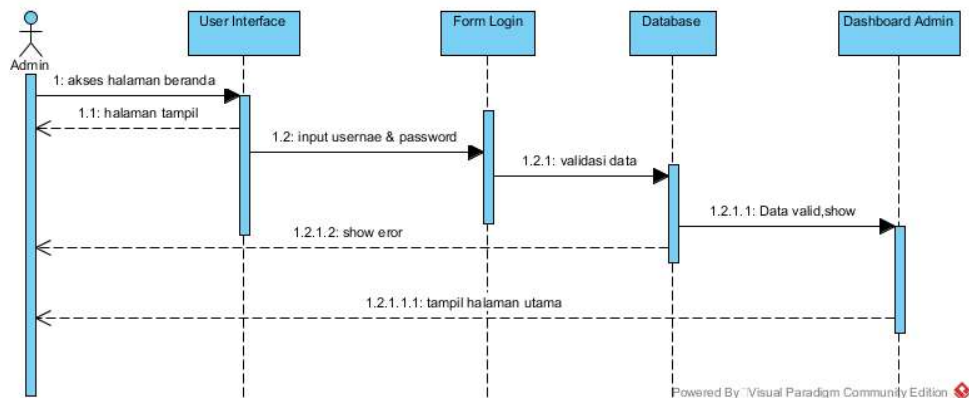 User Interface
Form Login
Database
Dashboard Admin
Admin
1: akses halaman beranda
1.1: halaman tampil
1.2: input usernae & password
1.2.1: validasi data
1.2.1.1: Data valid,show
1.2.1.2: show eror
1.2.1.1.1: tampil halaman utama
Powered By Visual Paradigm Community Edition